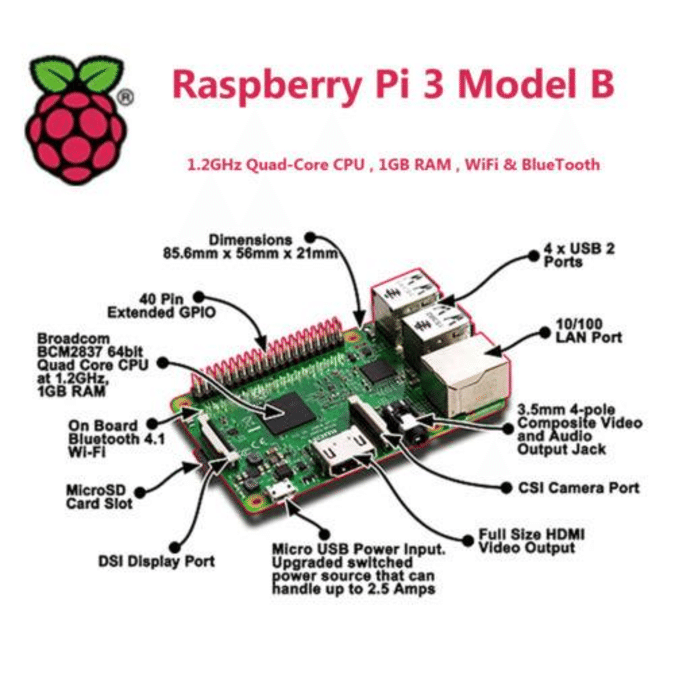 ®
Raspberry Pi 3 Model B
1.2GHz Quad-Core CPU , 1GB RAM , WiFi & BlueTooth
Dimensions
85.6mm x 56mm x 21mm
4 x USB 2
Ports
40 Pin
Extended GPIO
10/100
LAN Port
Broadcom
BCM2837 64bit
Quad Core CPU
at 1.2GHz,
1GB RAM
3.5mm 4-pole
Composite Video
and Audio
Output Jack
On Board
Bluetooth 4.1
Wi-Fi
MicroSD
Card Slot
CSI Camera Port
DSI Display Port
Micro USB Power Input.
Upgraded switched
power source that can
handle up to 2.5 Amps
Full Size HDMI
Video Output